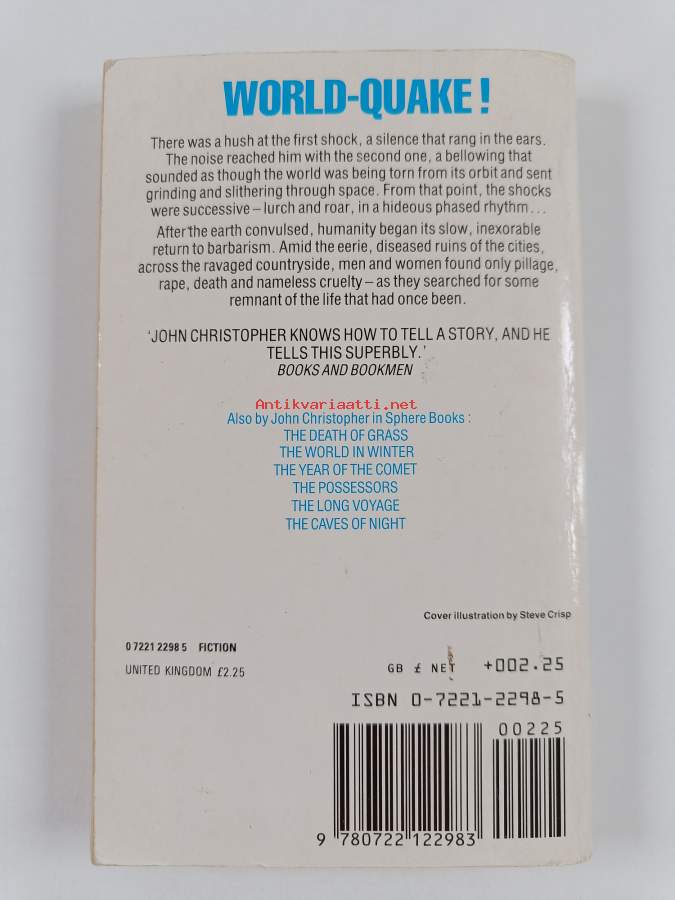 WORLD-QUAKE!
There was a hush at the first shock, a silence that rang in the ears.
The noise reached him with the second one, a bellowing that
sounded as though the world was being torn from its orbit and sent
grinding and slithering through space. From that point, the shocks
were successive – lurch and roar, in a hideous phased rhythm . . .
After the earth convulsed, humanity began its slow, inexorable
return to barbarism. Amid the eerie, diseased ruins of the cities,
across the ravaged countryside, men and women found only pillage,
rape, death and nameless cruelty – as they searched for some
remnant of the life that had once been.
'JOHN CHRISTOPHER KNOWS HOW TO TELL A STORY, AND HE
TELLS THIS SUPERBLY.'
BOOKS AND BOOKMEN
Antikvariaatti.net
Also by John Christopher in Sphere Books :
THE DEATH OF GRASS
THE WORLD IN WINTER
THE YEAR OF THE COMET
THE POSSESSORS
THE LONG VOYAGE
THE CAVES OF NIGHT
Cover illustration by Steve Crisp
0 7221 2298 5 FICTION
UNITED KINGDOM £2.25
GB £ NET +002.25
ISBN 0-7221-2298-5
00225
9 780722 122983